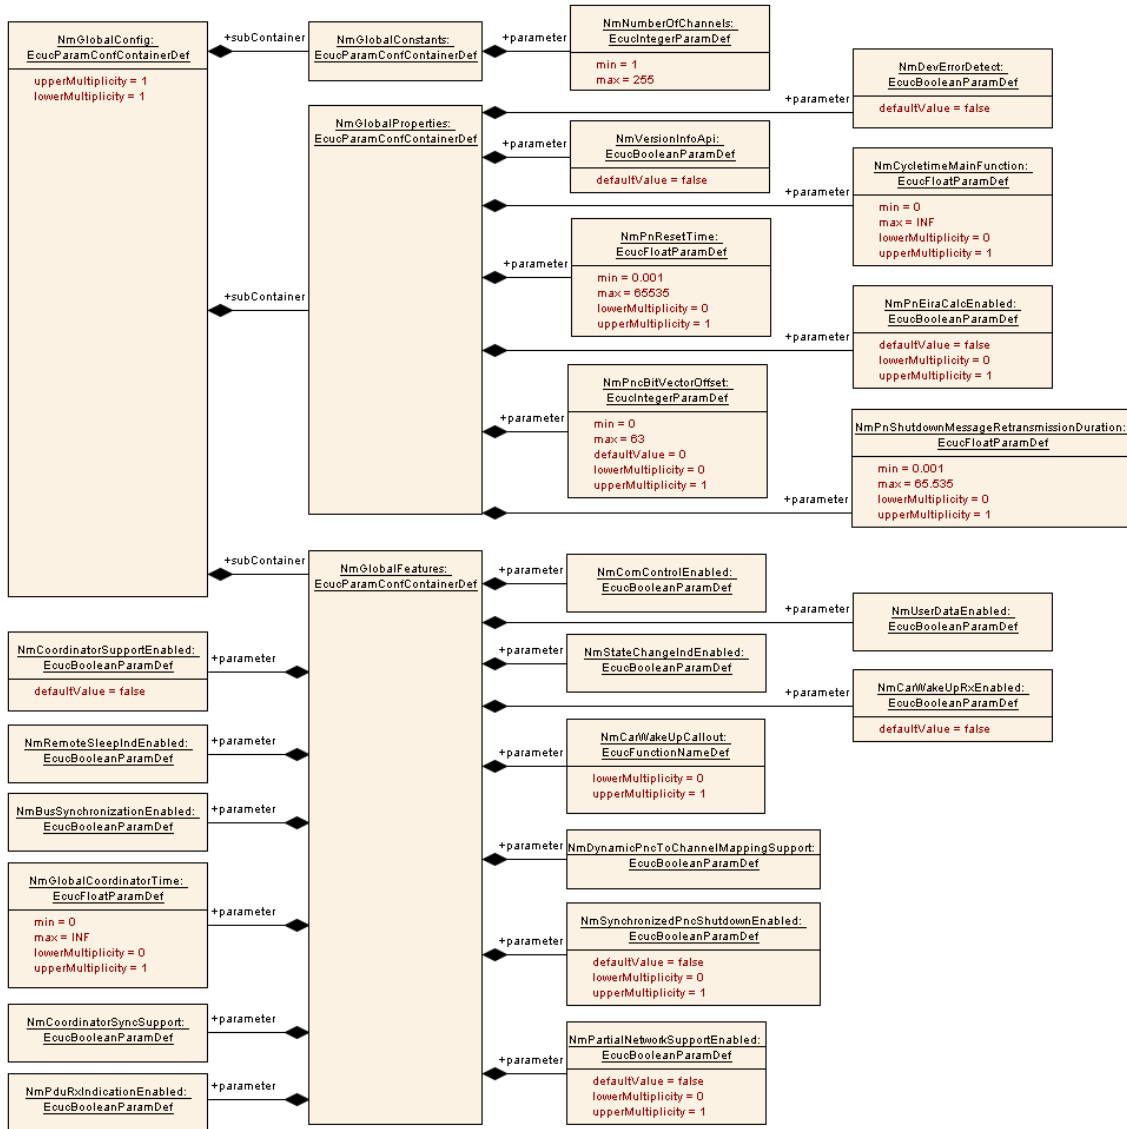 NmGlobalConfig:
EcucParamConfContainerDef
upperMultiplicity = 1
lowerMultiplicity = 1
+subContainer
NmGlobalConstants:
EcucParamConfContainerDef
+parameter
NmNumberOfChannels:
EcucIntegerParamDef
min = 1
max = 255
NmDevErrorDetect:
EcucBooleanParamDef
defaultValue = false
+parameter
+subContainer
NmGlobalProperties:
EcucParamConfContainerDef
+parameter
NmVersionInfoApi:
EcucBooleanParamDef
defaultValue = false
+parameter
NmCycletimeMainFunction:
EcucFloatParamDef
min = 0
max = INF
lowerMultiplicity = 0
upperMultiplicity = 1
+parameter
NmPnResetTime:
EcucFloatParamDef
min = 0.001
max = 65535
lowerMultiplicity = 0
upperMultiplicity = 1
+parameter
NmPnEiraCalcEnabled:
EcucBooleanParamDef
defaultValue = false
lowerMultiplicity = 0
upperMultiplicity = 1
+parameter
NmPncBitVectorOffset:
EcucIntegerParamDef
min = 0
max = 63
defaultValue = 0
lowerMultiplicity = 0
upperMultiplicity = 1
+parameter
NmPnShutdownMessageRetransmissionDuration:
EcucFloatParamDef
min = 0.001
max = 65.535
lowerMultiplicity = 0
upperMultiplicity = 1
+subContainer
NmGlobalFeatures:
EcucParamConfContainerDef
+parameter
NmComControlEnabled:
EcucBooleanParamDef
+parameter
NmUserDataEnabled:
EcucBooleanParamDef
+parameter
NmStateChangeIndEnabled:
EcucBooleanParamDef
+parameter
NmCarWakeUpRxEnabled:
EcucBooleanParamDef
defaultValue = false
+parameter
NmCarWakeUpCallout:
EcucFunctionNameDef
lowerMultiplicity = 0
upperMultiplicity = 1
+parameter
NmDynamicPncToChannelMappingSupport:
EcucBooleanParamDef
+parameter
NmSynchronizedPncShutdownEnabled:
EcucBooleanParamDef
defaultValue = false
lowerMultiplicity = 0
upperMultiplicity = 1
+parameter
NmPartialNetworkSupportEnabled:
EcucBooleanParamDef
defaultValue = false
lowerMultiplicity = 0
upperMultiplicity = 1
NmCoordinatorSupportEnabled:
EcucBooleanParamDef
defaultValue = false
+parameter
NmRemoteSleepIndEnabled:
EcucBooleanParamDef
+parameter
NmBusSynchronizationEnabled:
EcucBooleanParamDef
+parameter
NmGlobalCoordinatorTime:
EcucFloatParamDef
min = 0
max = INF
lowerMultiplicity = 0
upperMultiplicity = 1
+parameter
NmCoordinatorSyncSupport:
EcucBooleanParamDef
+parameter
NmPduRxIndicationEnabled:
EcucBooleanParamDef
+parameter